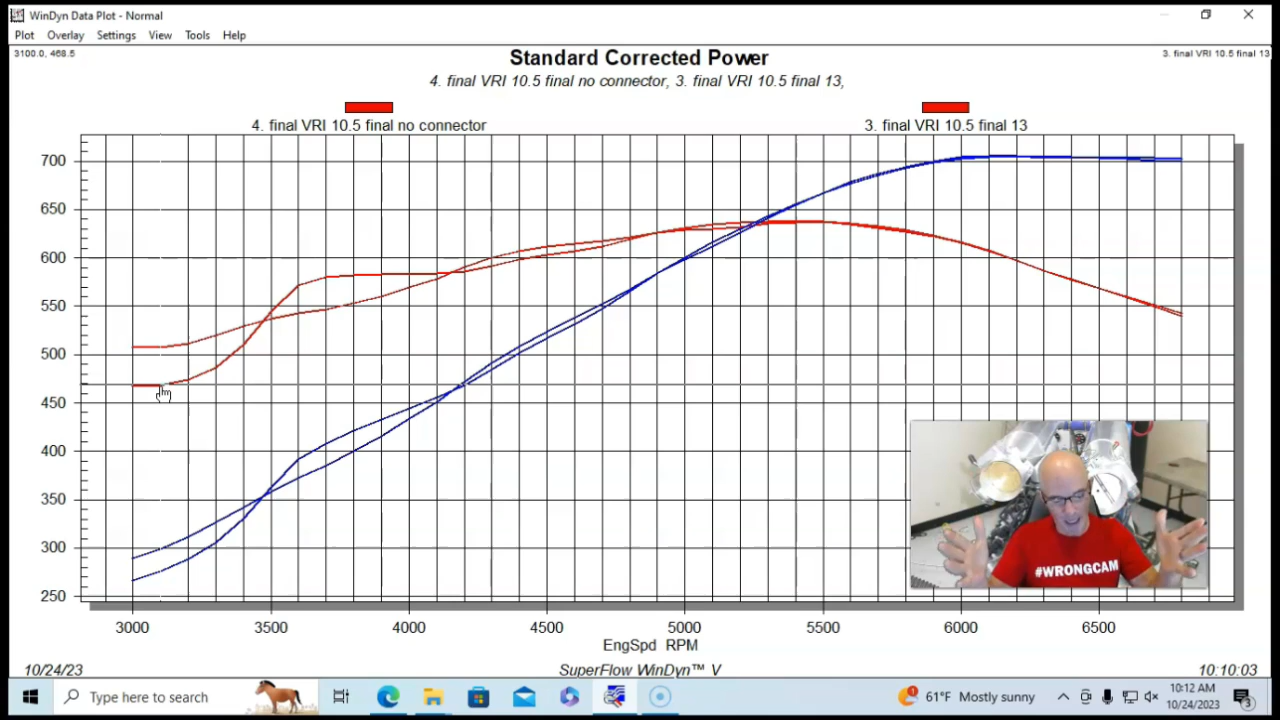 WinDyn Data Plot - Normal
Plot Overlay Settings View Tools Help
3100.0, 468.5
3. final VRI 10.5 final 13
Standard Corrected Power
4. final VRI 10.5 final no connector, 3. final VRI 10.5 final 13,
4. final VRI 10.5 final no connector
3. final VRI 10.5 final 13
700
650
600
550
500
450
400
350
300
250
3000 3500 4000 4500 5000 5500 6000 6500
EngSpd RPM
#WRONGCAM
10/24/23
SuperFlow WinDyn™ V
10:10:03
Type here to search
61°F Mostly sunny
10:12 AM
10/24/2023
1
3